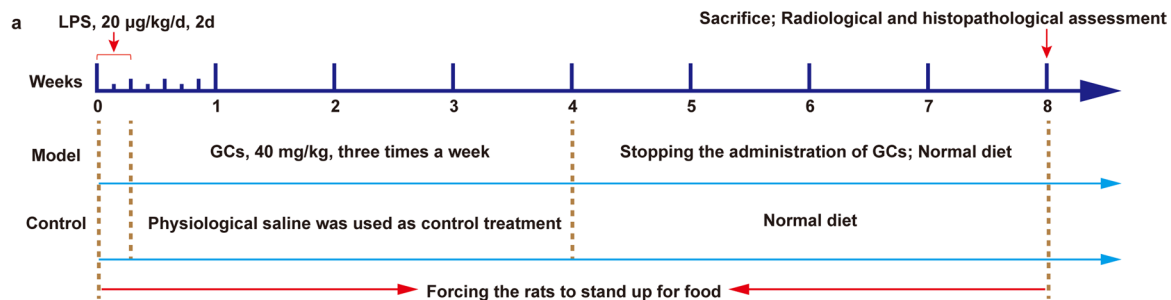 a
LPS, 20 μg/kg/d, 2d
Sacrifice; Radiological and histopathological assessment
Weeks
0 1 2 3 4 5 6 7 8
Model
GCs, 40 mg/kg, three times a week
Stopping the administration of GCs; Normal diet
Control
Physiological saline was used as control treatment
Normal diet
Forcing the rats to stand up for food